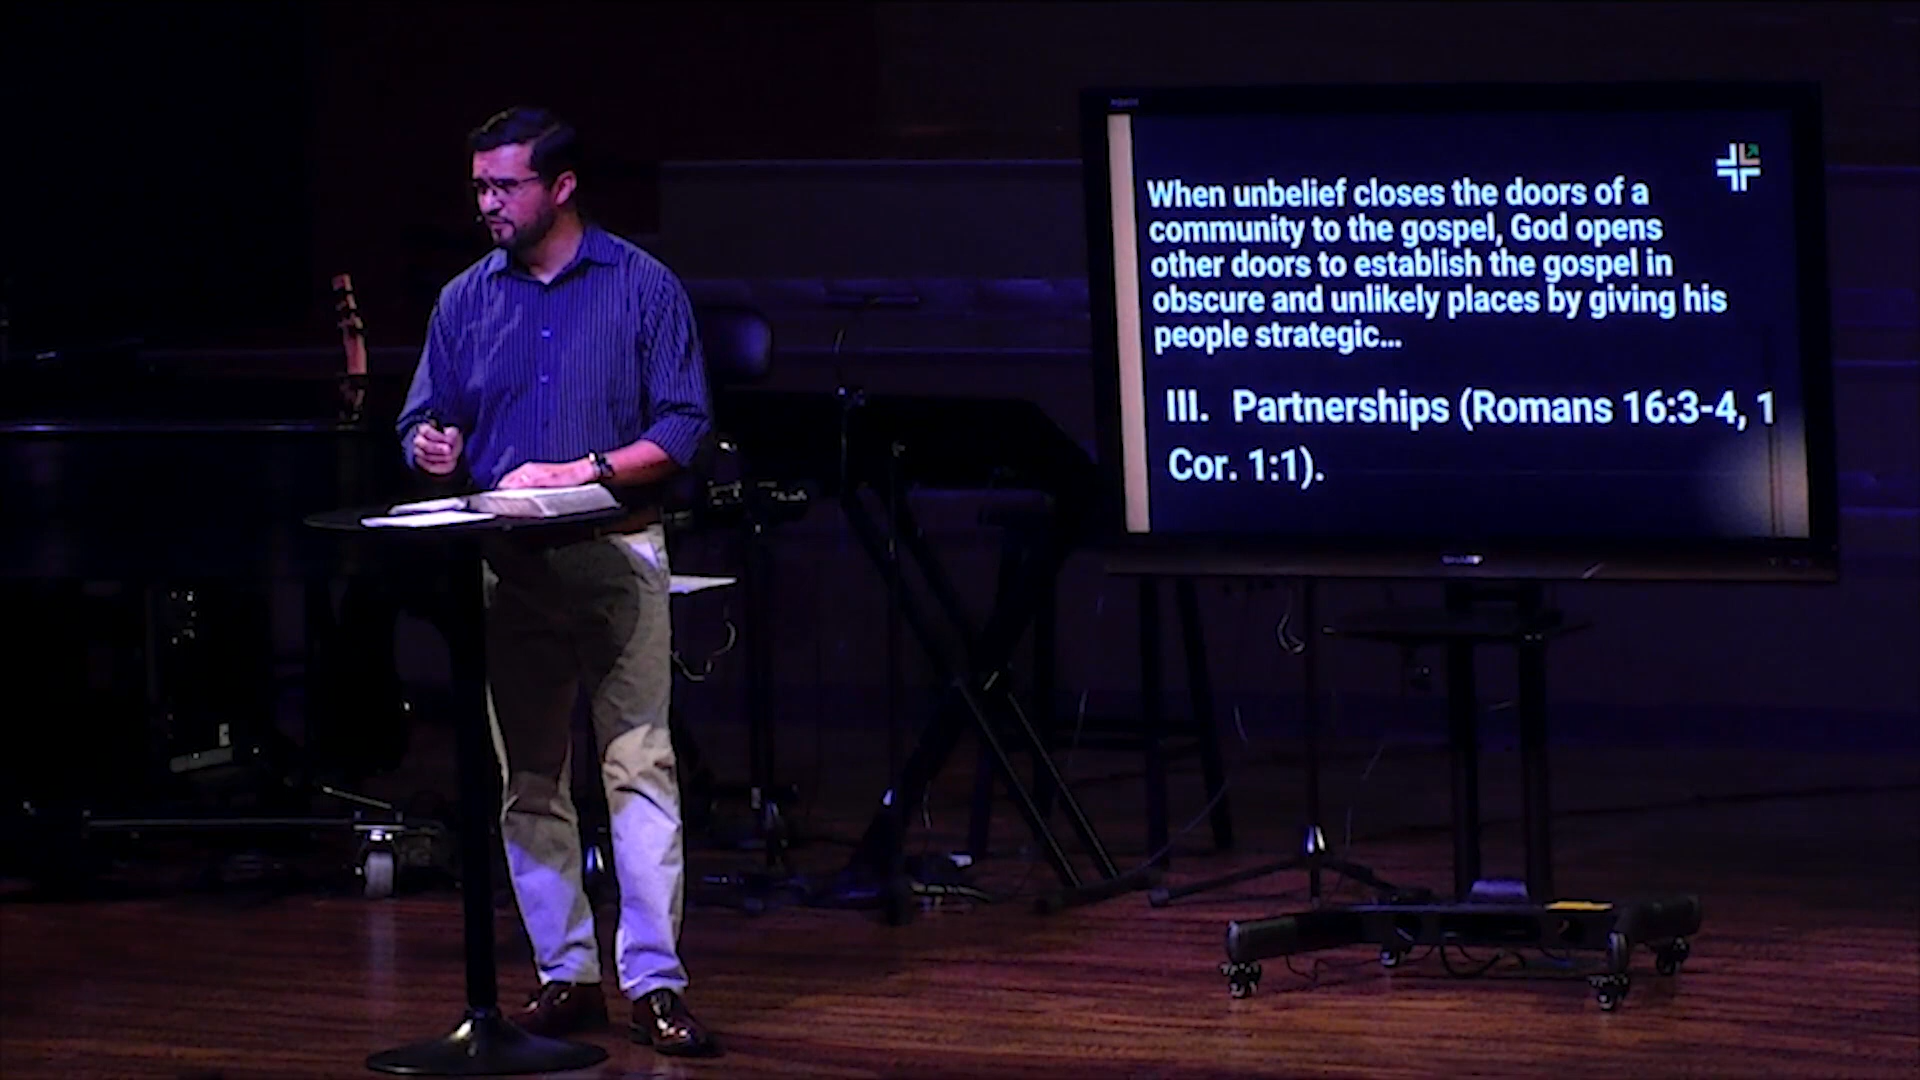 When unbelief closes the doors of a
community to the gospel, God opens
other doors to establish the gospel in
obscure and unlikely places by giving his
people strategic...
III. Partnerships (Romans 16:3-4, 1
Cor. 1:1).
SHARP